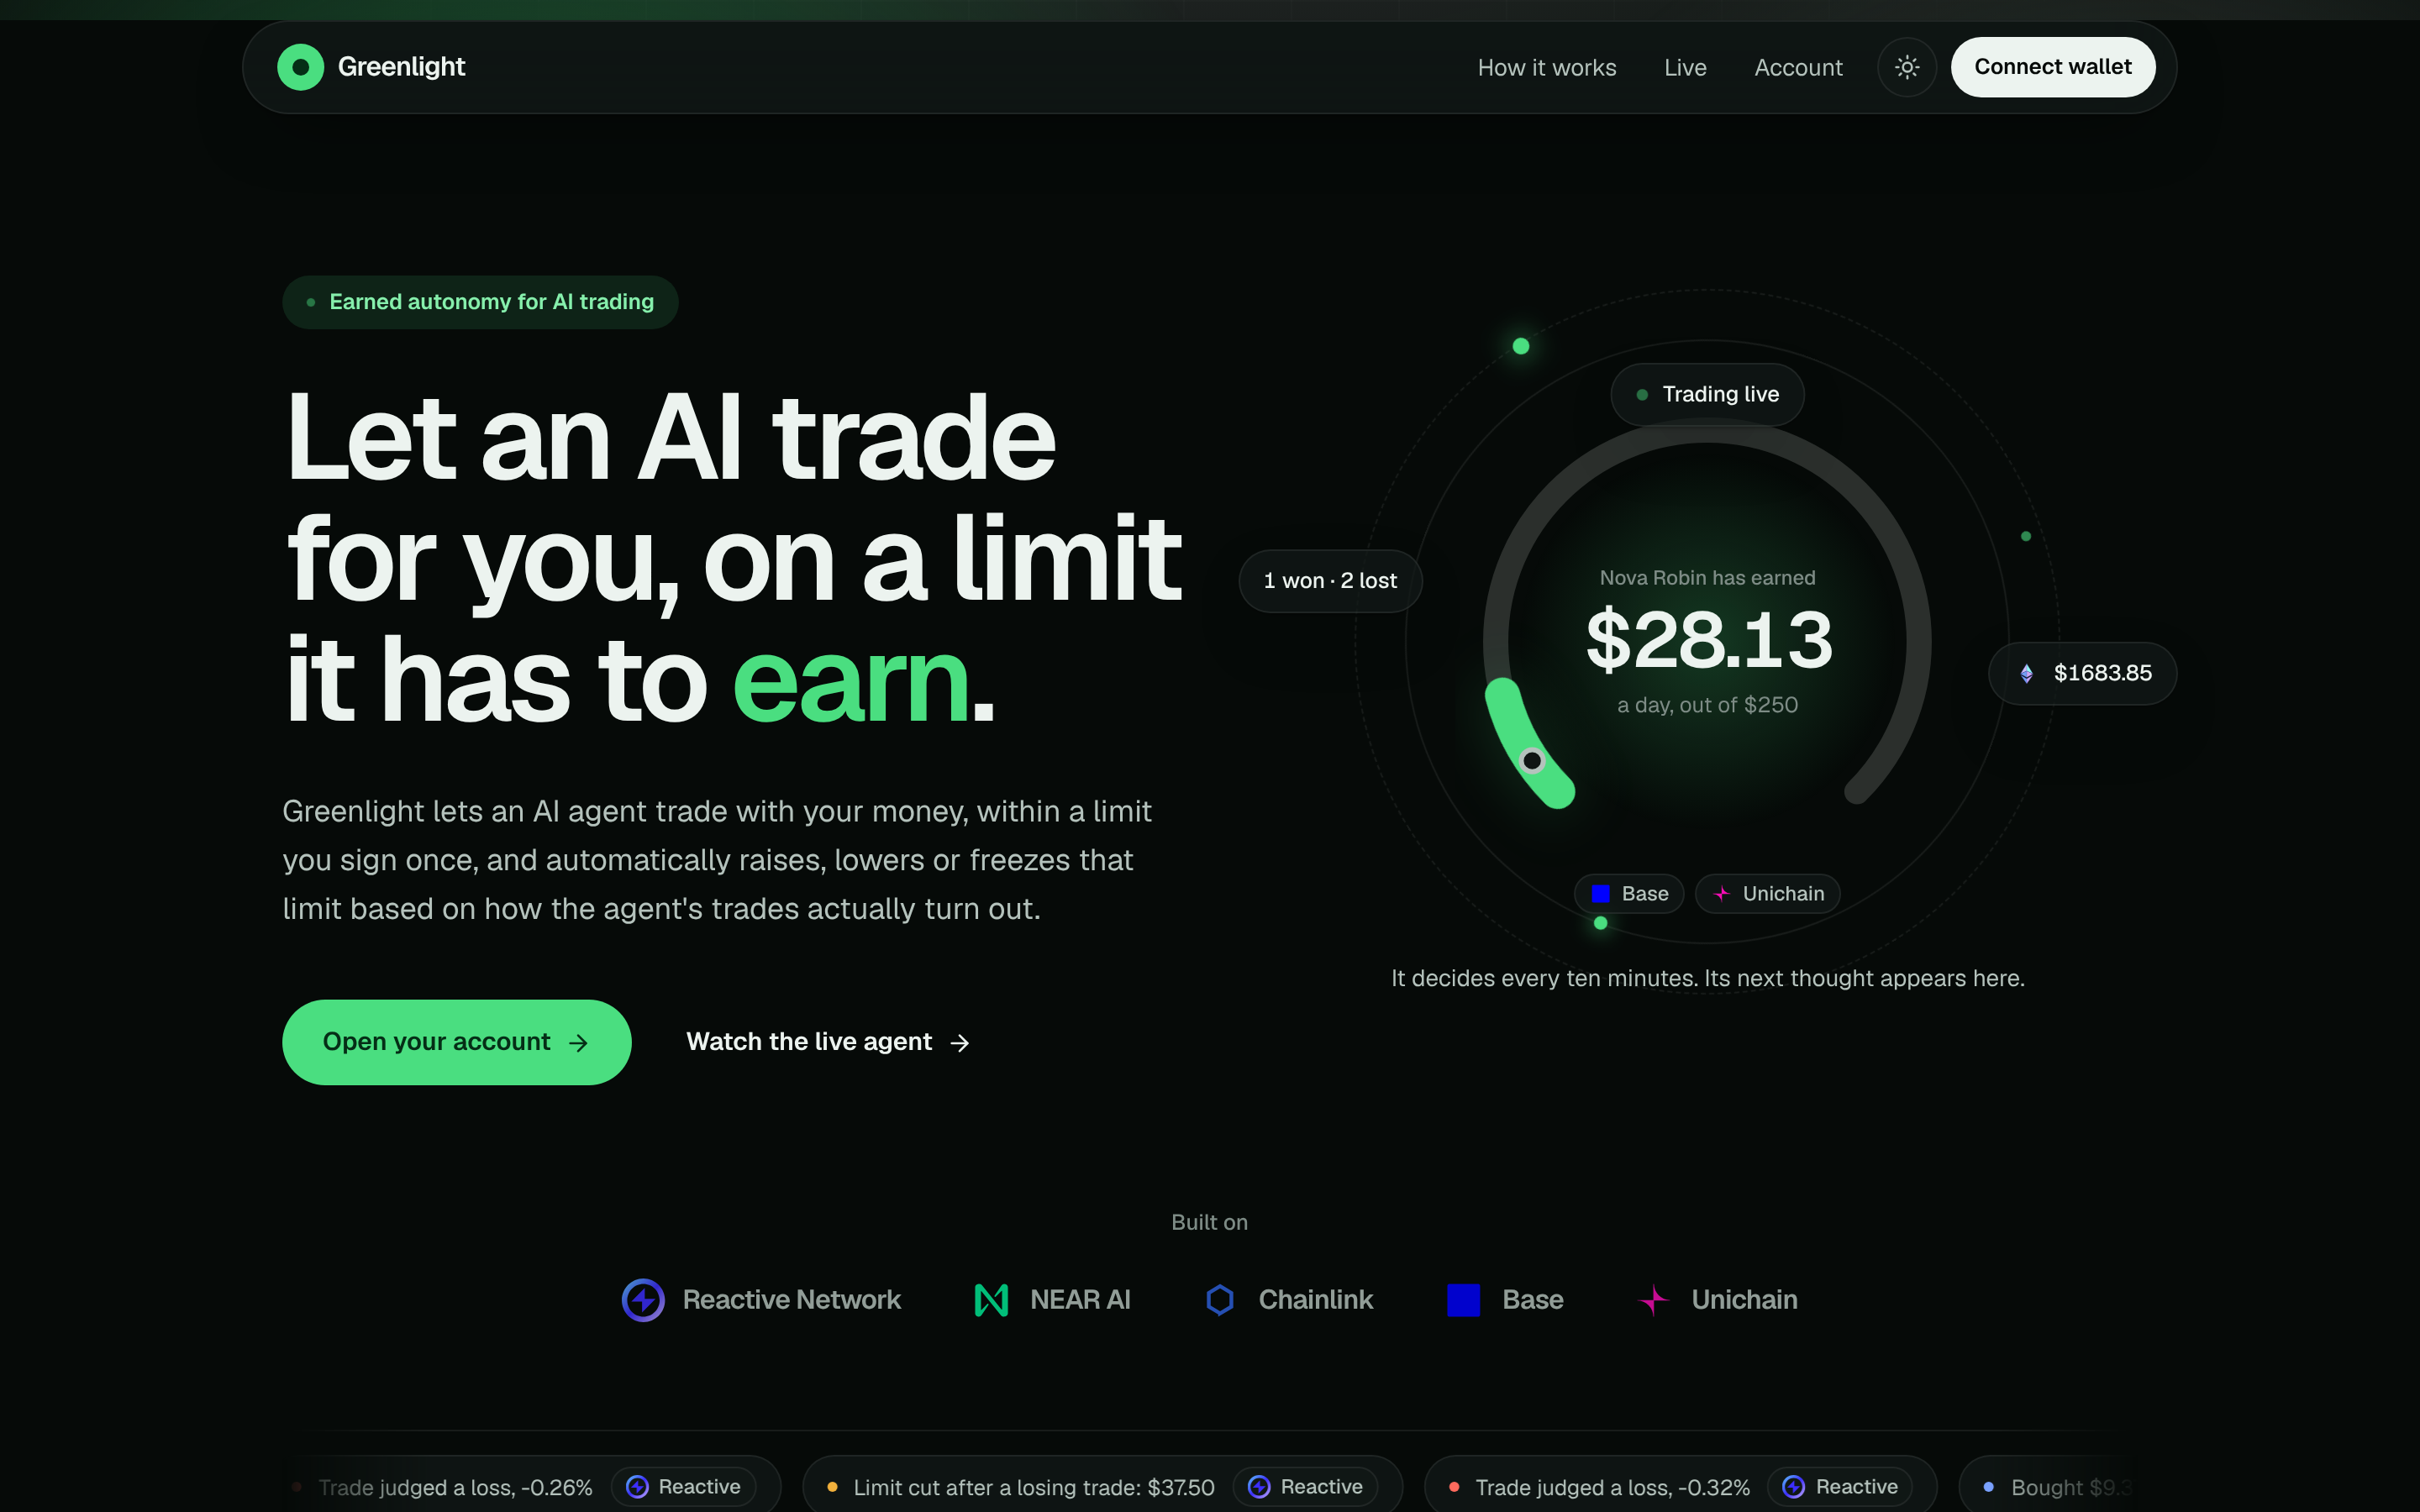 Greenlight
How it works
Live
Account
Connect wallet
Earned autonomy for AI trading
Let an AI trade
for you, on a limit
it has to earn.
Greenlight lets an AI agent trade with your money, within a limit
you sign once, and automatically raises, lowers or freezes that
limit based on how the agent's trades actually turn out.
Open your account →
Watch the live agent →
Trading live
1 won · 2 lost
Nova Robin has earned
$28.13
a day, out of $250
$1683.85
Base
Unichain
It decides every ten minutes. Its next thought appears here.
Built on
Reactive Network
NEAR AI
Chainlink
Base
Unichain
Trade judged a loss, -0.26%
Reactive
Limit cut after a losing trade: $37.50
Reactive
Trade judged a loss, -0.32%
Reactive
Bought